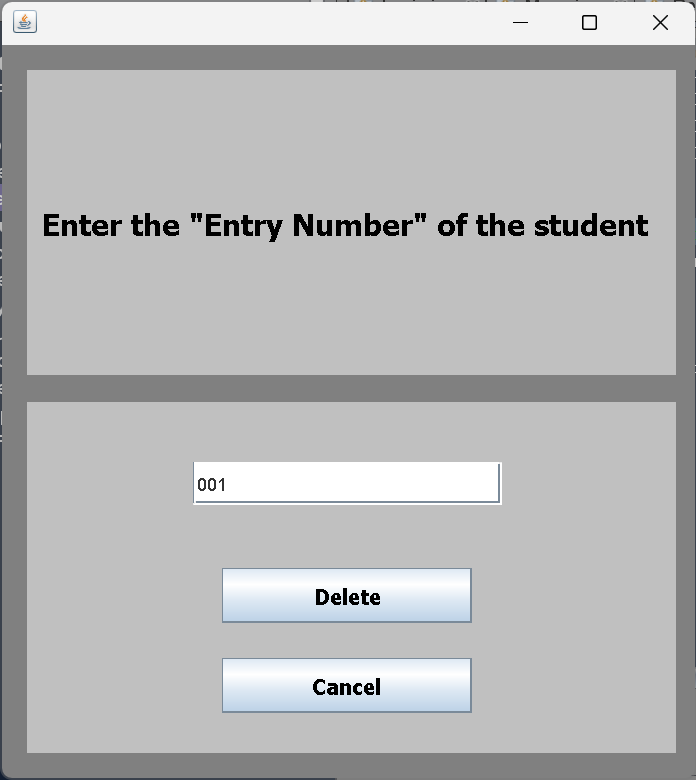 Enter the "Entry Number" of the student
001
Delete
Cancel